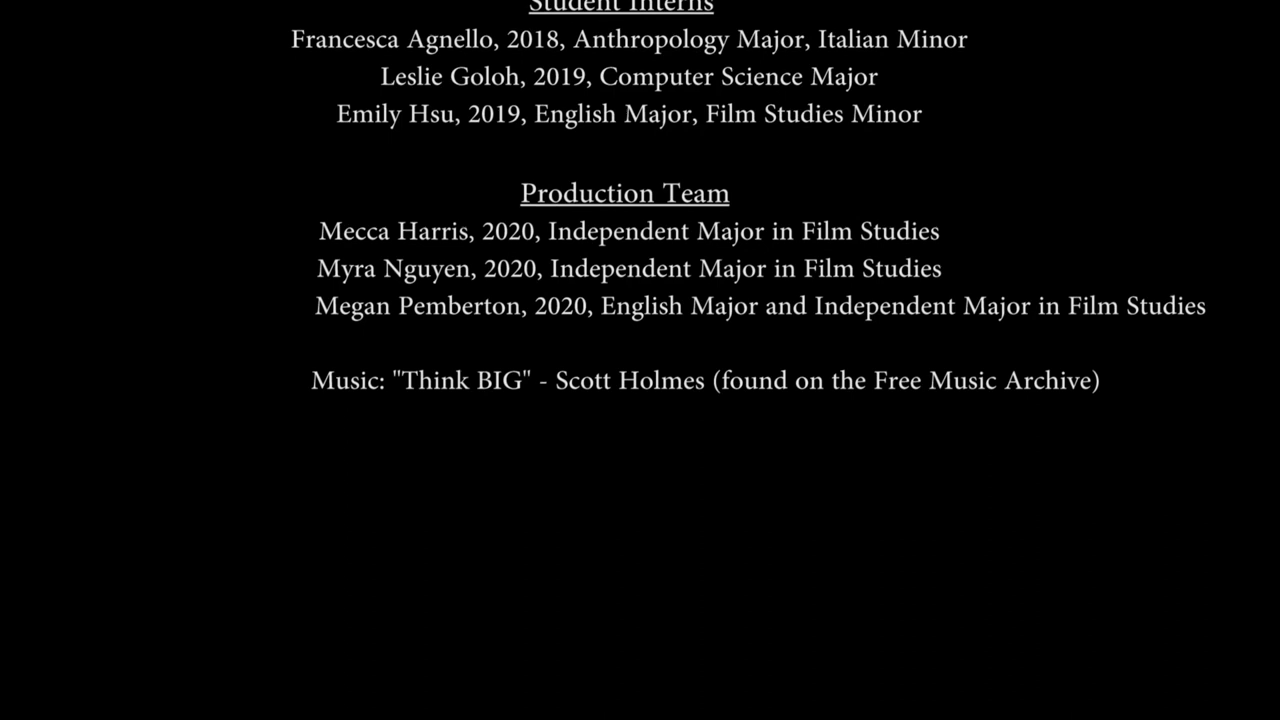 Student Interns
Francesca Agnello, 2018, Anthropology Major, Italian Minor
Leslie Goloh, 2019, Computer Science Major
Emily Hsu, 2019, English Major, Film Studies Minor
Production Team
Mecca Harris, 2020, Independent Major in Film Studies
Myra Nguyen, 2020, Independent Major in Film Studies
Megan Pemberton, 2020, English Major and Independent Major in Film Studies
Music: "Think BIG" - Scott Holmes (found on the Free Music Archive)